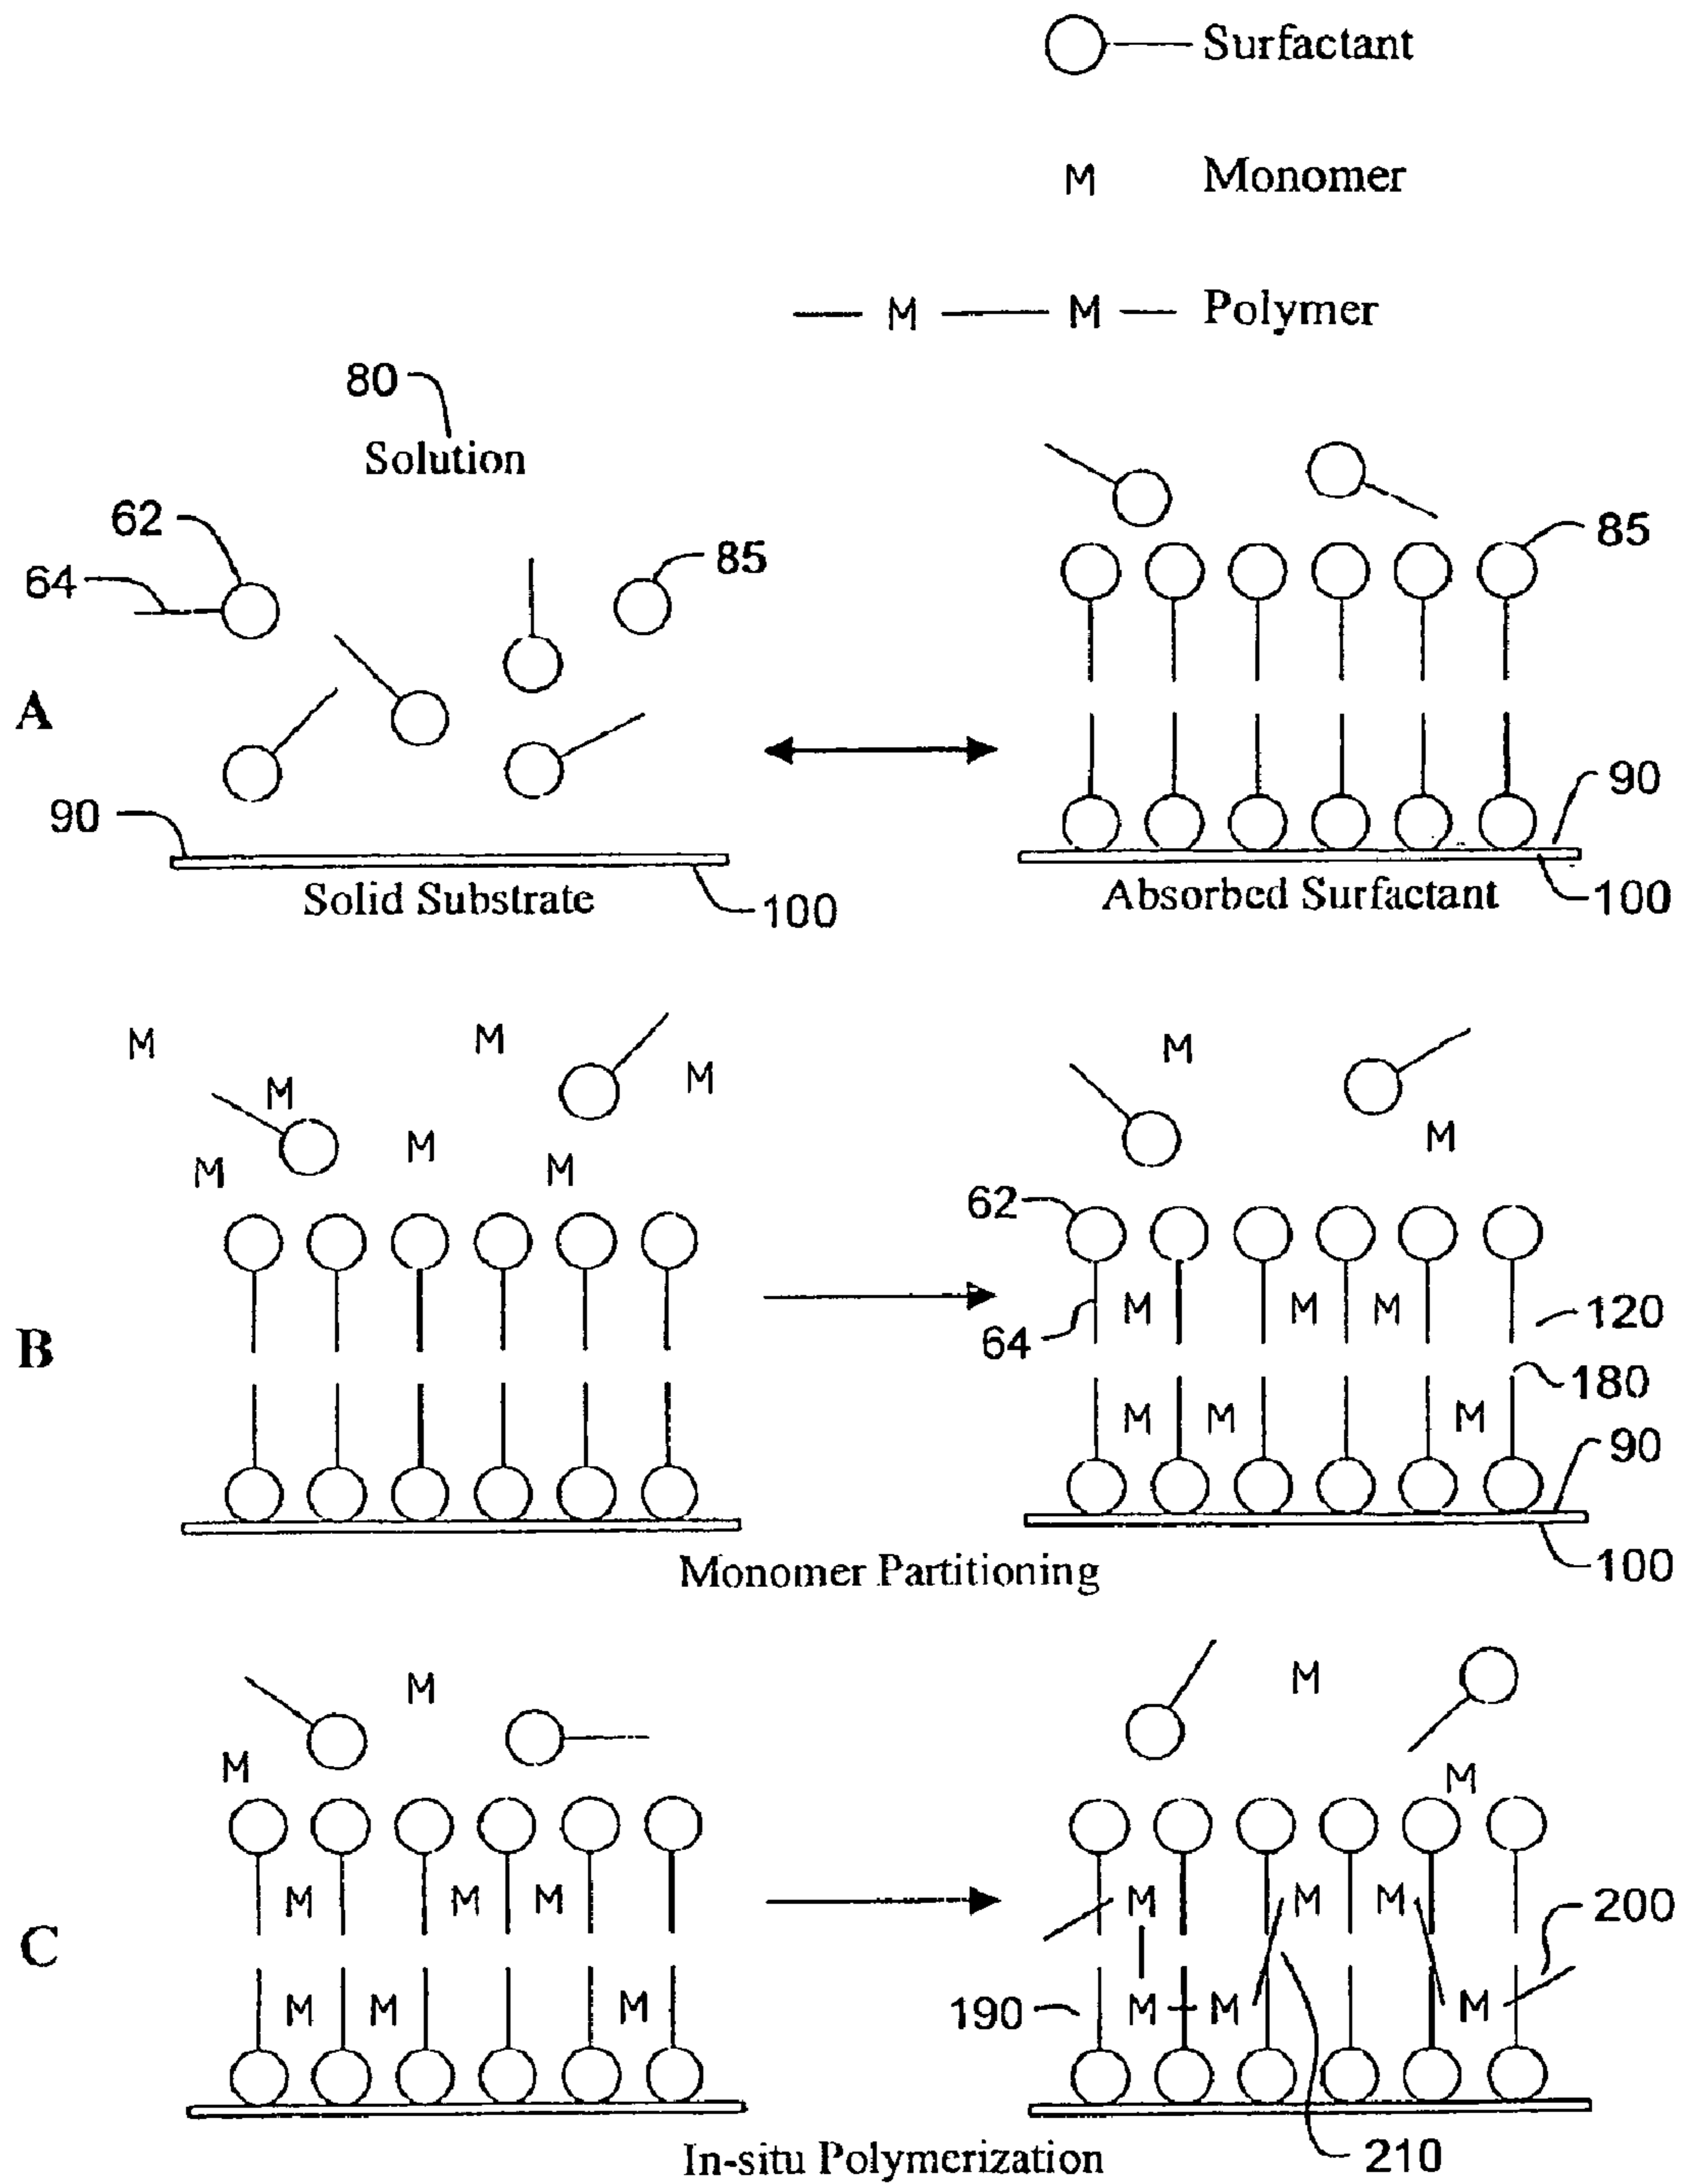 Surfactant
M Monomer
— M — M — Polymer
80
Solution
62
64
85
85
A
90
90
Solid Substrate
100
Absorbed Surfactant
100
M M M M
M M M M M
62
M M M 120
64
B
180
M M M
90
Monomer Partitioning
100
M M
M M
M M M M M M 200
C
190 M M M M M M
In-situ Polymerization
210